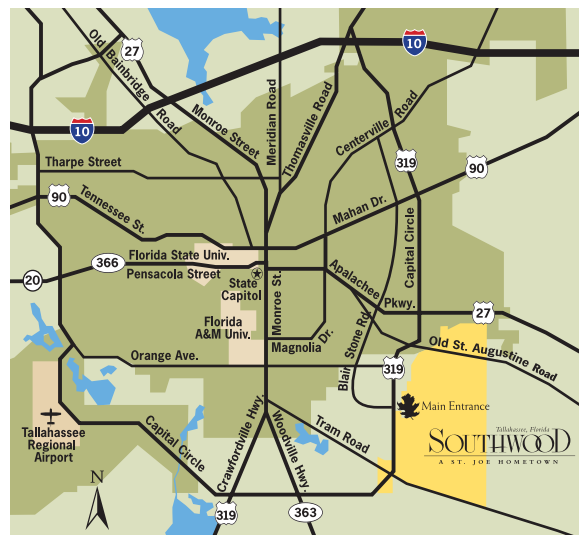 10
27
Old
Bainbridge
Road
Monroe Street
Meridian Road
Thomasville Road
Centerville Road
10
Tharpe Street
319
90
90
Tennessee St.
Mahan Dr.
Capital Circle
Florida State Univ.
366
Pensacola Street
20
State
Capitol
Monroe St.
Apalachee
Pkwy.
27
Florida
A&M Univ.
Magnolia
Dr.
Blair Stone Rd.
Old St. Augustine Road
Orange Ave.
319
Main Entrance
Tallahassee, Florida
SOUTHWOOD
A ST. JOE HOMETOWN
Tallahassee
Regional
Airport
Capital Circle
Crawfordville Hwy.
Woodville Hwy.
Tram Road
N
319
363